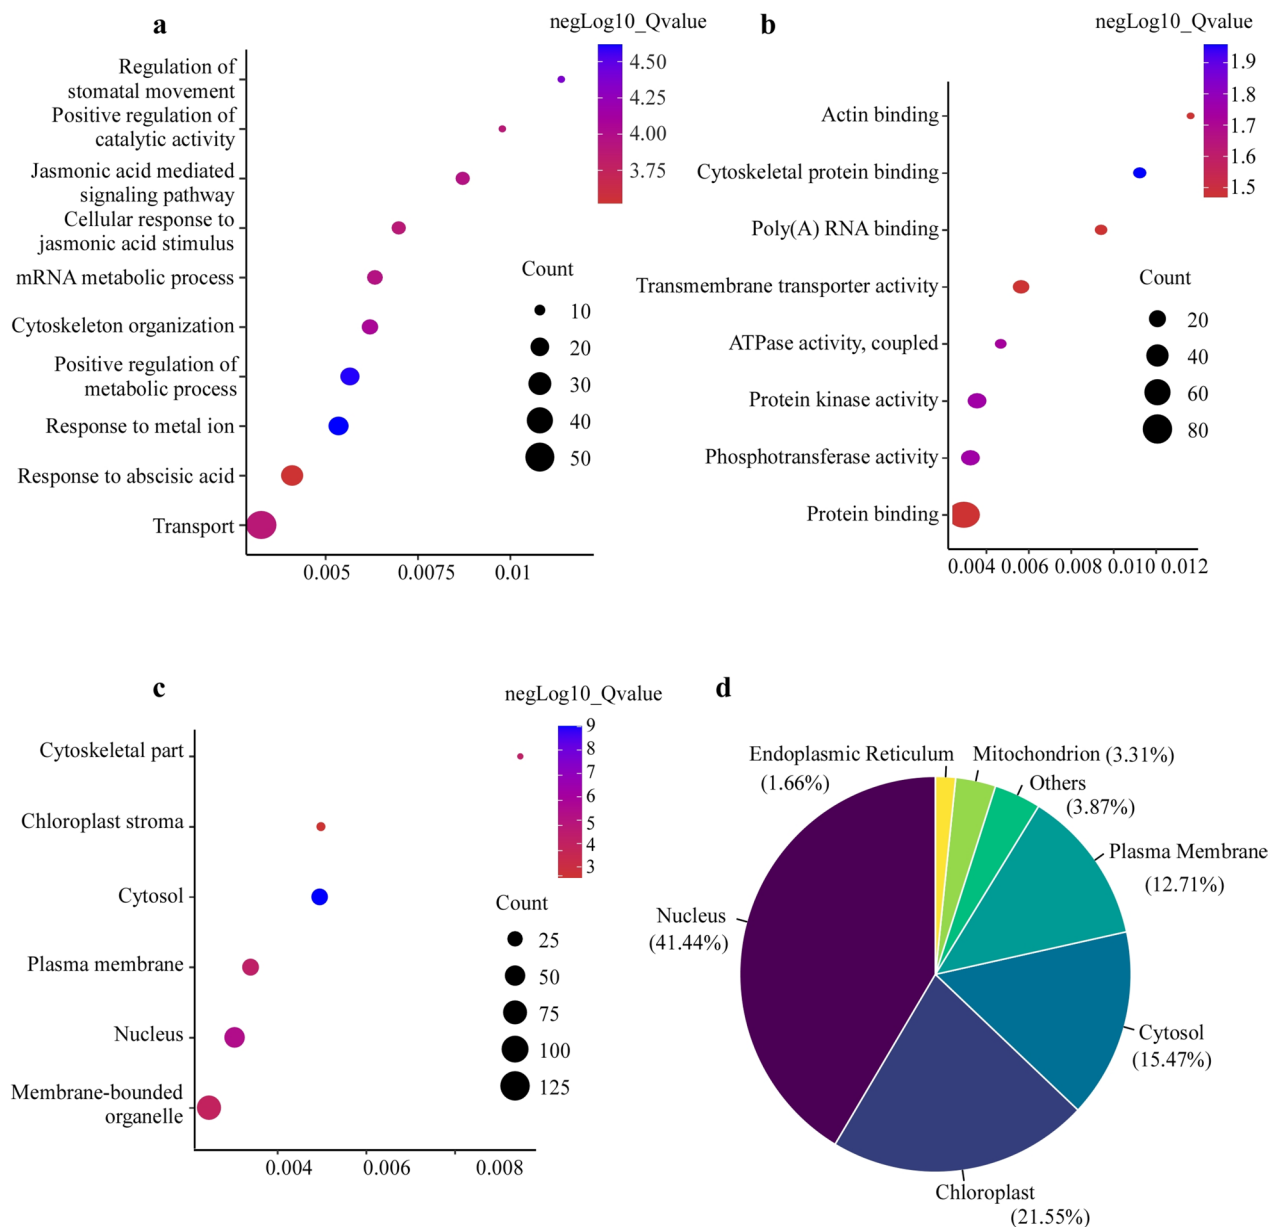 a
negLog10_Qvalue
4.50
4.25
4.00
3.75
Regulation of
stomatal movement
Positive regulation of
catalytic activity
Jasmonic acid mediated
signaling pathway
Cellular response to
jasmonic acid stimulus
mRNA metabolic process
Cytoskeleton organization
Positive regulation of
metabolic process
Response to metal ion
Response to abscisic acid
Transport
Count
10
20
30
40
50
0.005 0.0075 0.01
b
negLog10_Qvalue
1.9
1.8
1.7
1.6
1.5
Actin binding
Cytoskeletal protein binding
Poly(A) RNA binding
Transmembrane transporter activity
ATPase activity, coupled
Protein kinase activity
Phosphotransferase activity
Protein binding
Count
20
40
60
80
0.004 0.006 0.008 0.010 0.012
c
negLog10_Qvalue
9
8
7
6
5
4
3
Cytoskeletal part
Chloroplast stroma
Cytosol
Plasma membrane
Nucleus
Membrane-bounded
organelle
Count
25
50
75
100
125
0.004 0.006 0.008
d
Endoplasmic Reticulum
(1.66%)
Mitochondrion (3.31%)
Others
(3.87%)
Plasma Membrane
(12.71%)
Cytosol
(15.47%)
Chloroplast
(21.55%)
Nucleus
(41.44%)